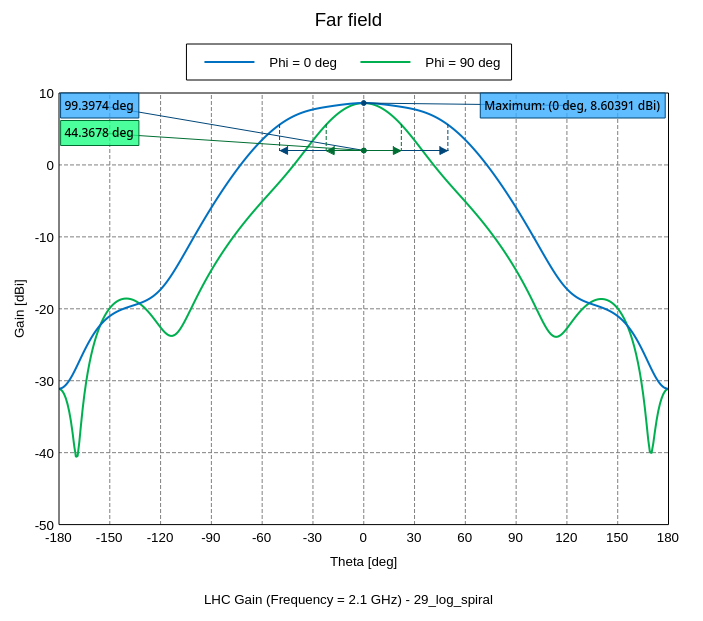 Far field
Phi = 0 deg Phi = 90 deg
99.3974 deg
44.3678 deg
Maximum: (0 deg, 8.60391 dBi)
Gain [dBi]
10
0
-10
-20
-30
-40
-50
-180 -150 -120 -90 -60 -30 0 30 60 90 120 150 180
Theta [deg]
LHC Gain (Frequency = 2.1 GHz) - 29_log_spiral